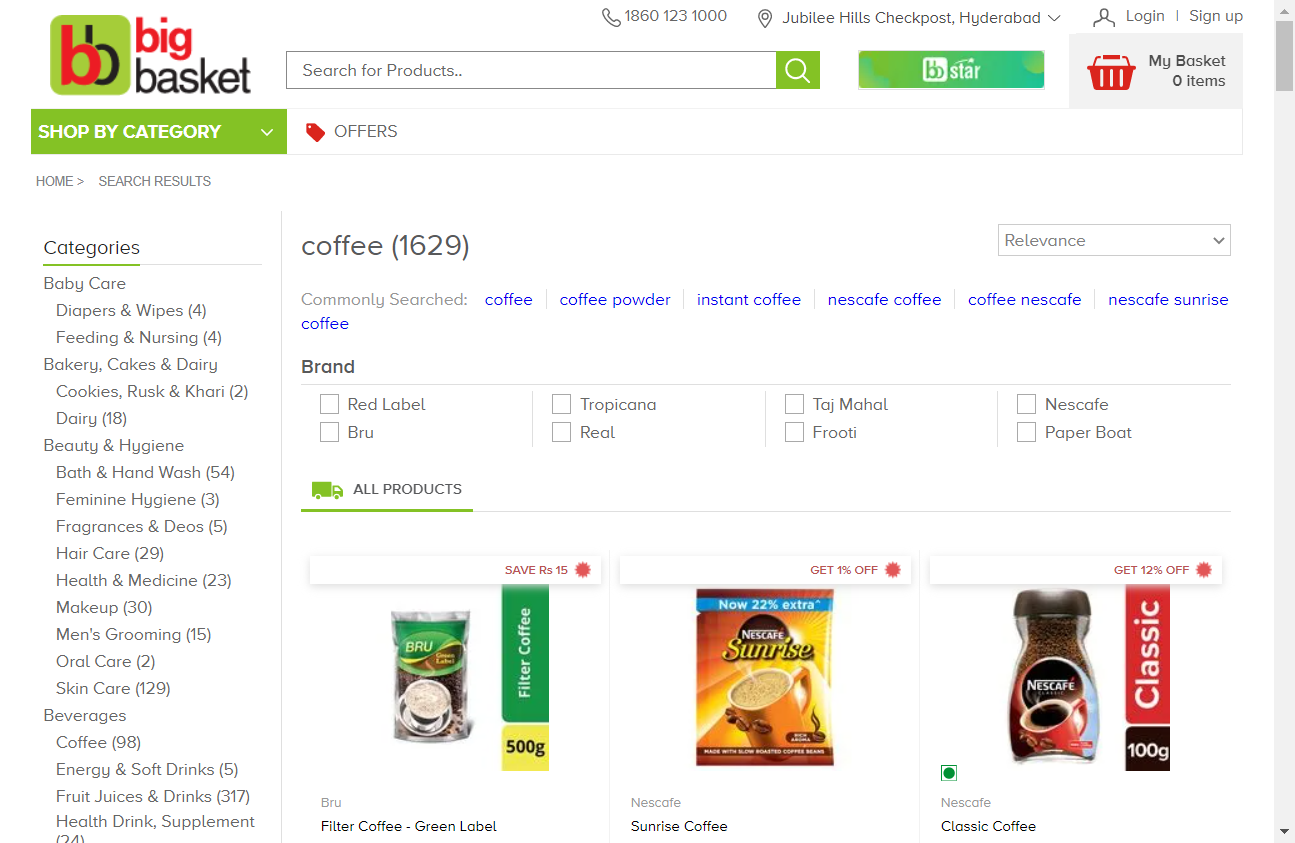 1860 123 1000
Jubilee Hills Checkpost, Hyderabad
Login | Sign up
big
basket
Search for Products..
bb star
My Basket
0 items
SHOP BY CATEGORY
OFFERS
HOME > SEARCH RESULTS
Categories
Baby Care
Diapers & Wipes (4)
Feeding & Nursing (4)
Bakery, Cakes & Dairy
Cookies, Rusk & Khari (2)
Dairy (18)
Beauty & Hygiene
Bath & Hand Wash (54)
Feminine Hygiene (3)
Fragrances & Deos (5)
Hair Care (29)
Health & Medicine (23)
Makeup (30)
Men's Grooming (15)
Oral Care (2)
Skin Care (129)
Beverages
Coffee (98)
Energy & Soft Drinks (5)
Fruit Juices & Drinks (317)
Health Drink, Supplement
(24)
coffee (1629)
Relevance
Commonly Searched: coffee coffee powder instant coffee nescafe coffee coffee nescafe nescafe sunrise
coffee
Brand
Red Label Tropicana Taj Mahal Nescafe
Bru Real Frooti Paper Boat
ALL PRODUCTS
SAVE Rs 15
BRU
Green
Label
Filter Coffee
500g
Bru
Filter Coffee - Green Label
GET 1% OFF
Now 22% extra^
NESCAFÉ
Sunrise
RICH
AROMA
MADE WITH SLOW ROASTED COFFEE BEANS
Nescafe
Sunrise Coffee
GET 12% OFF
NESCAFÉ
CLASSIC
Classic
100g
Nescafe
Classic Coffee